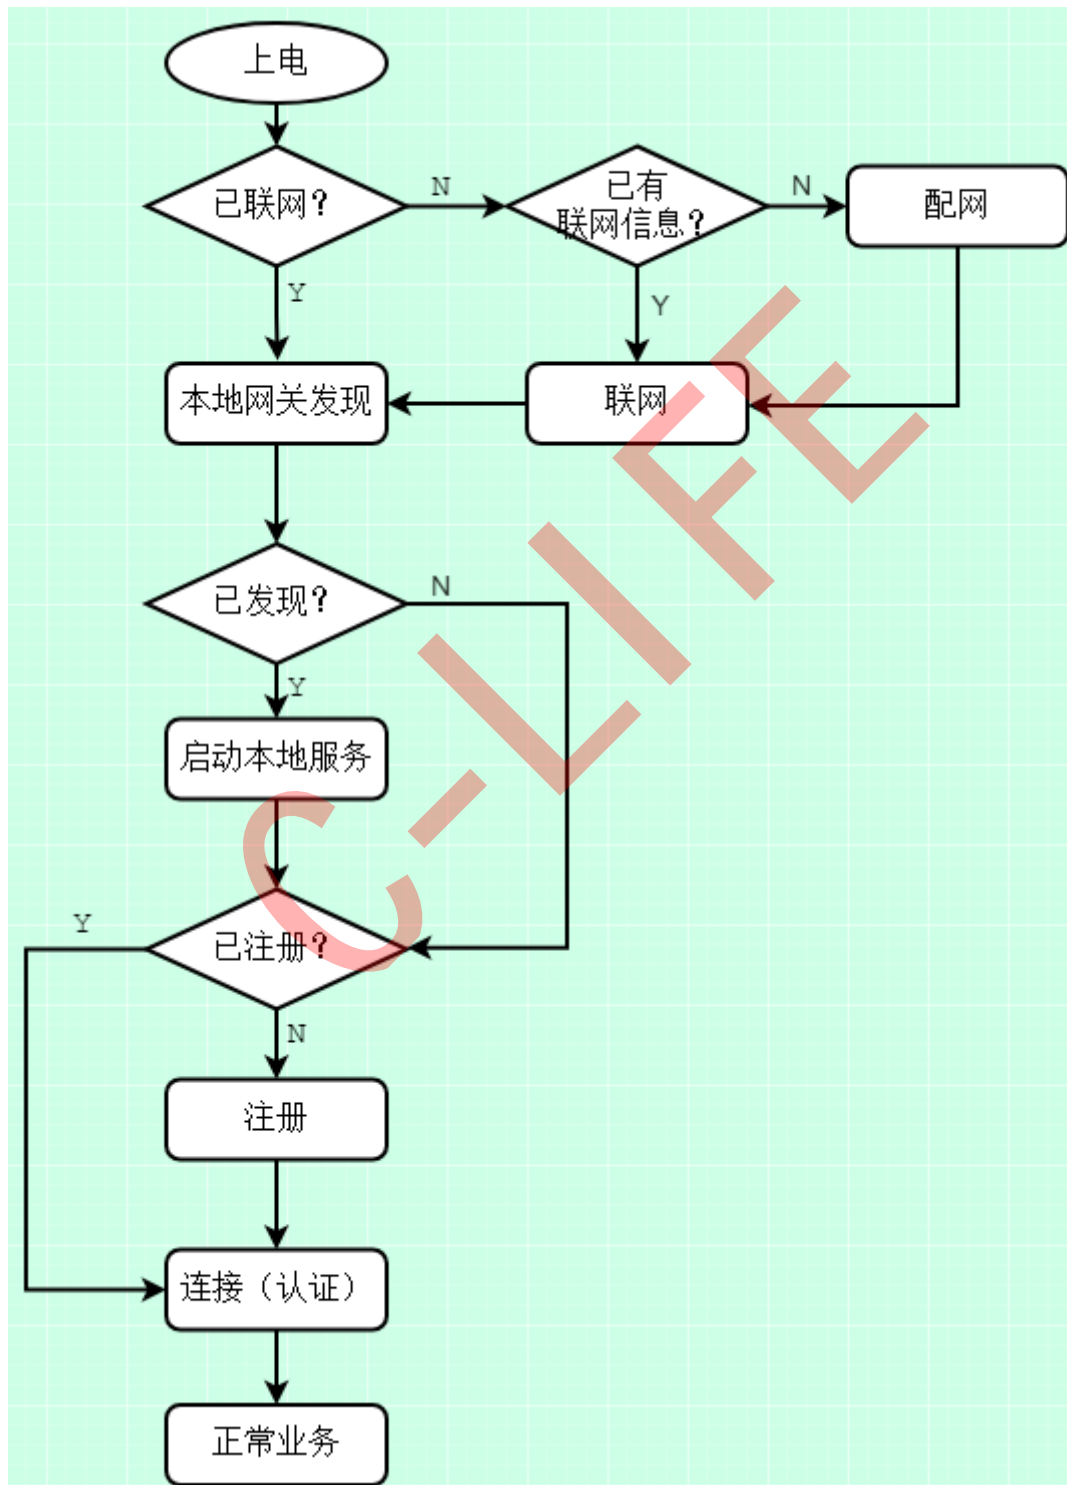 上电
已联网？
N
已有
联网信息？
N
配网
Y
Y
本地网关发现
联网
已发现？
N
Y
启动本地服务
Y
已注册？
N
注册
连接（认证）
正常业务
C-LIFE